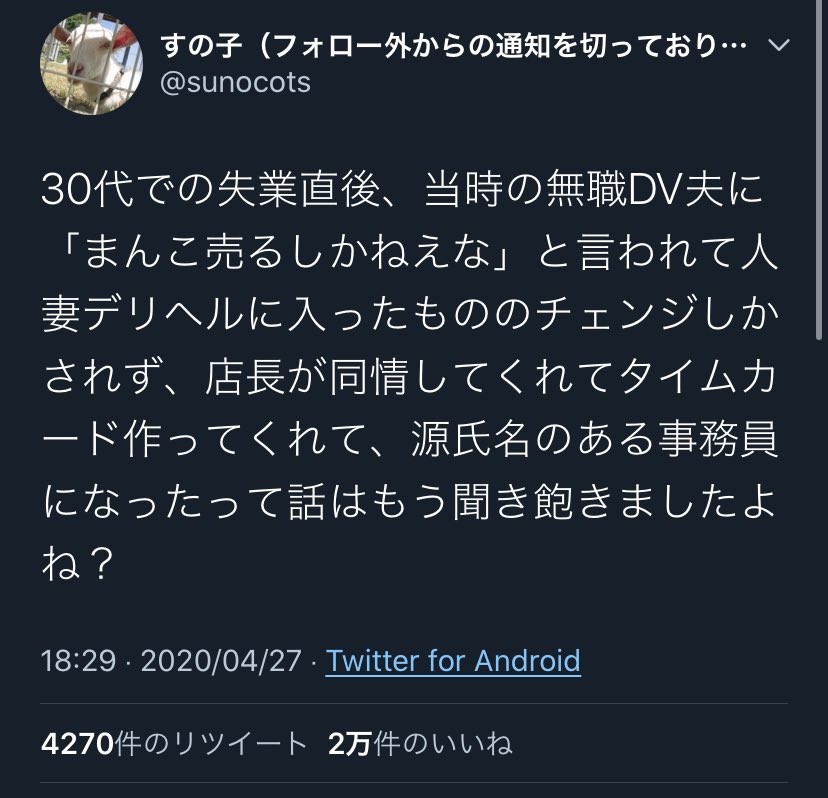 すの子（フォロー外からの通知を切っており…
@sunocots
30代での失業直後、当時の無職DV夫に
「まんこ売るしかねえな」と言われて人
妻デリヘルに入ったもののチェンジしか
されず、店長が同情してくれてタイムカ
ード作ってくれて、源氏名のある事務員
になったって話はもう聞き飽きましたよ
ね？
18:29 · 2020/04/27 · Twitter for Android
4270件のリツイート 2万件のいいね